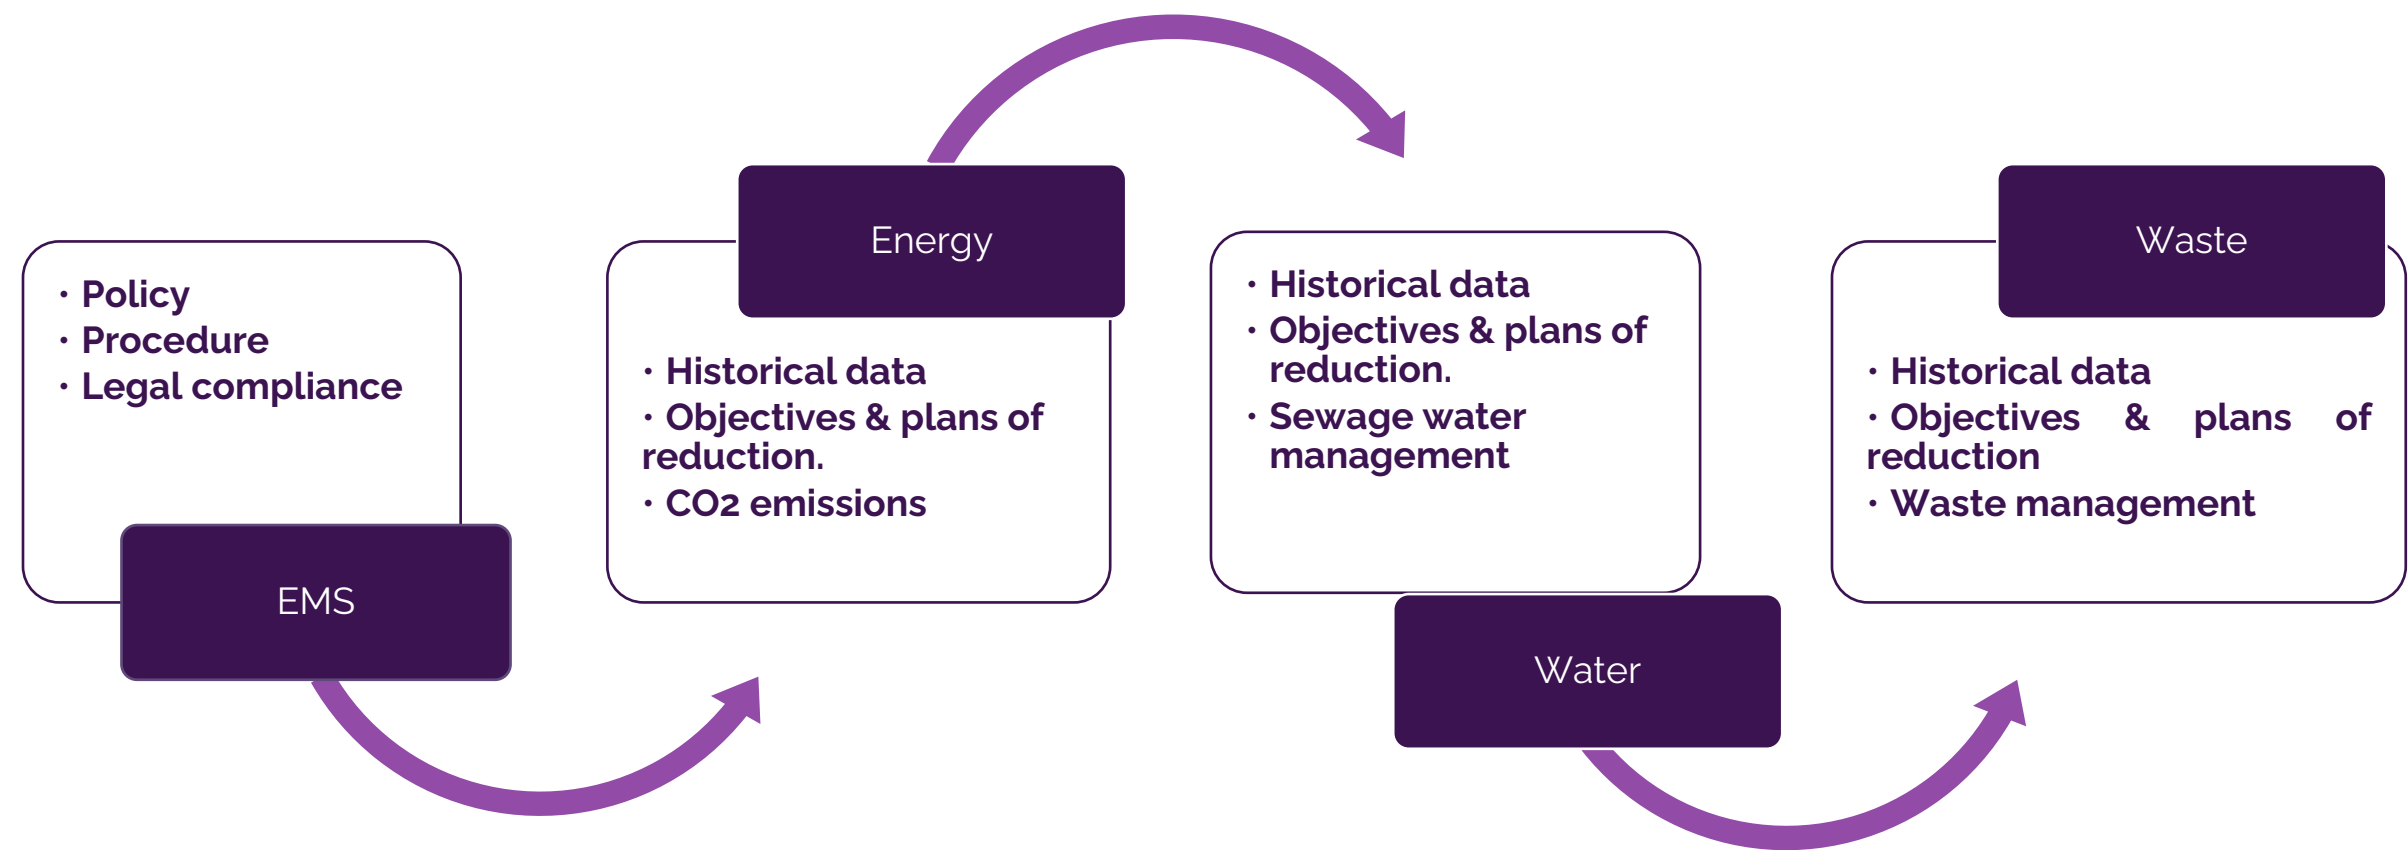 · Policy
· Procedure
· Legal compliance
EMS
Energy
· Historical data
· Objectives & plans of
reduction.
· CO2 emissions
· Historical data
· Objectives & plans of
reduction.
· Sewage water
management
Water
Waste
· Historical data
· Objectives & plans of
reduction
· Waste management